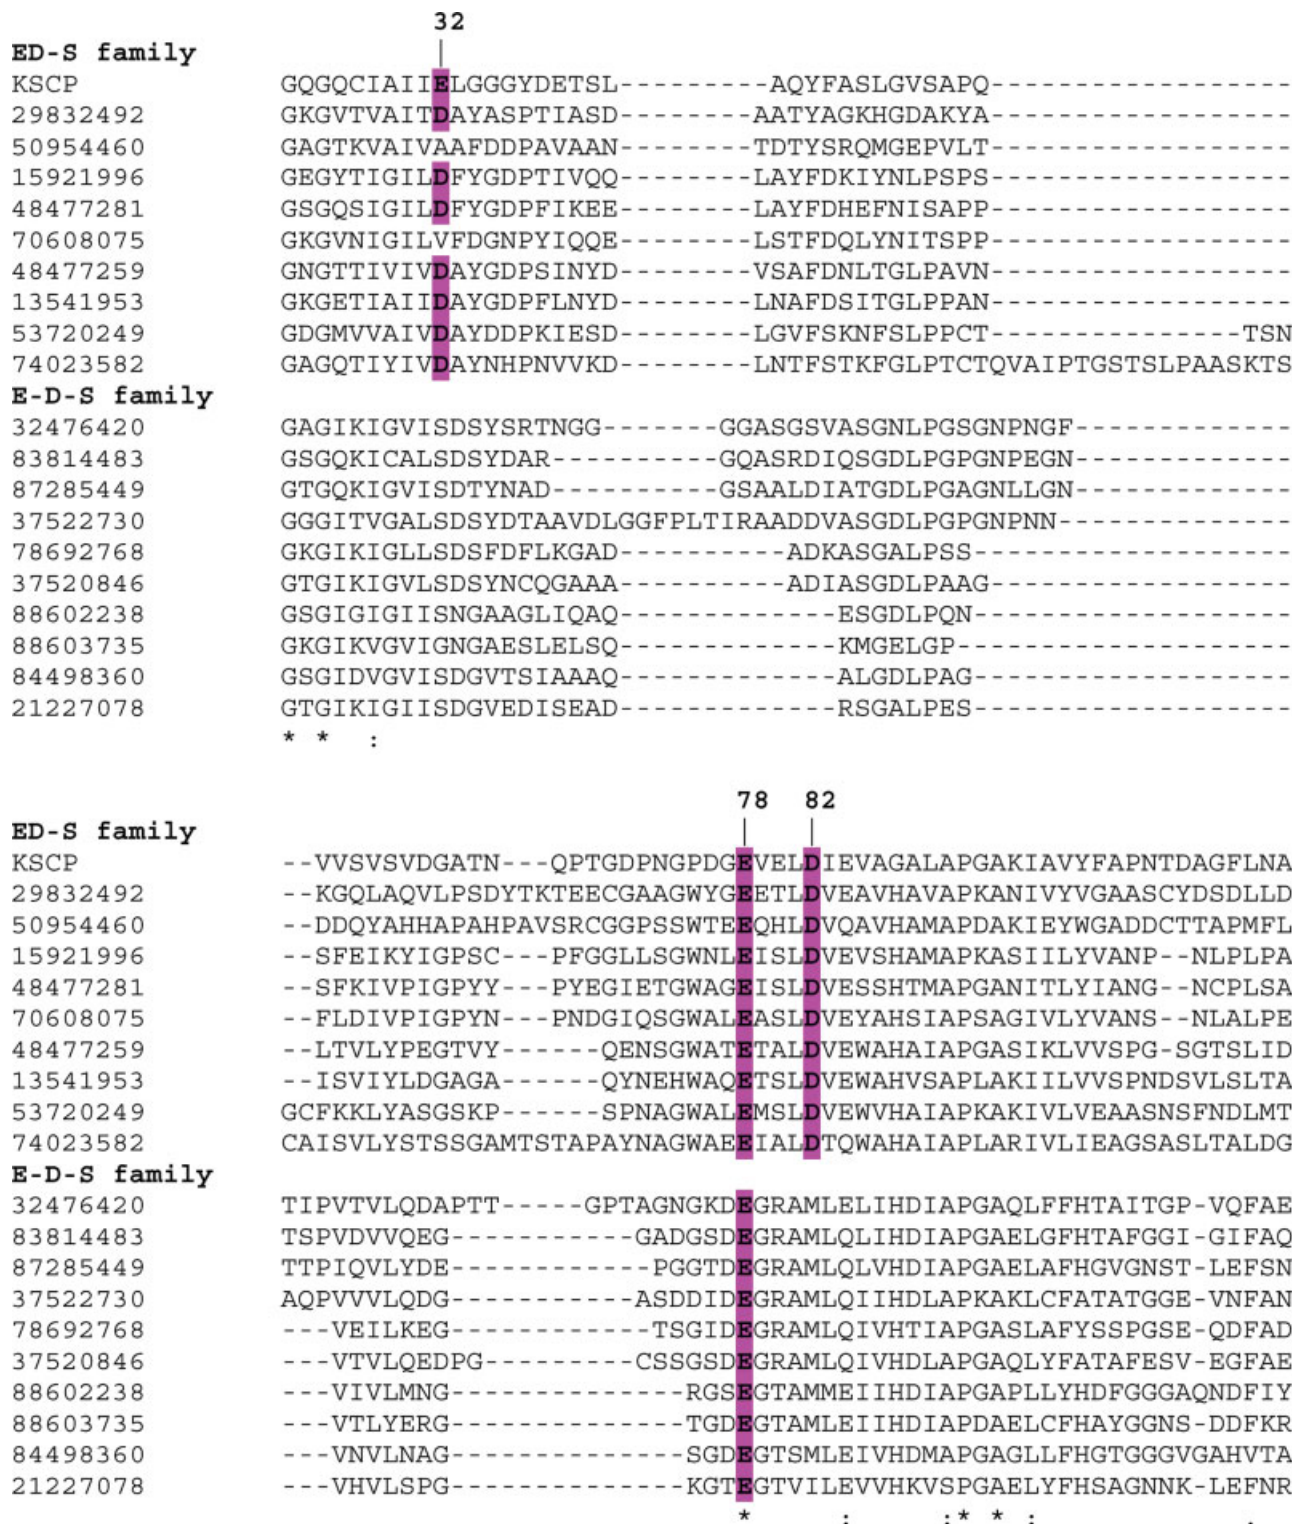 32
ED-S family
KSCP GQGQCIAIIELGGGYDETSL---------AQYFASLGVSAPQ------------------
29832492 GKGVTVAITDAYASPTIASD--------AATYAGKHGDAKYA------------------
50954460 GAGTKVAIVAAFDDPAVAAN--------TDTYSRQMGEPVLT------------------
15921996 GEGYTIGILDFYGDPTIVQQ--------LAYFDKIYNLPSPS------------------
48477281 GSGQSIGILDFYGDPFIKEE--------LAYFDHEFNISAPP------------------
70608075 GKGVNIGILVFDGNPYIQQE--------LSTFDQLYNITSPP------------------
48477259 GNGTTIVIVDAYGDPSINYD--------VSAFDNLTGLPAVN------------------
13541953 GKGETIAIIDAYGDPFLNYD--------LNAFDSITGLPPAN------------------
53720249 GDGMVVAIVDAYDDPKIESD--------LGVFSKNFSLPPCT---------------TSN
74023582 GAGQTIYIVDAYNHPNVVKD--------LNTFSTKFGLPTCTQVAIPTGSTSLPAASKTS
E-D-S family
32476420 GAGIKIGVISDSYSRTNGG-------GGASGSVASGNLPGSGNPNGF-------------
83814483 GSGQKICALSDSYDAR----------GQASRDIQSGDLPGPGNPEGN-------------
87285449 GTGQKIGVISDTYNAD----------GSAALDIATGDLPGAGNLLGN-------------
37522730 GGGITVGALSDSYDTAAVDLGGFPLTIRAADDVASGDLPGPGNPNN--------------
78692768 GKGIKIGLLSDSFDFLKGAD----------ADKASGALPSS-------------------
37520846 GTGIKIGVLSDSYNCQGAAA----------ADIASGDLPAAG------------------
88602238 GSGIGIGIISNGAAGLIQAQ-------------ESGDLPQN-------------------
88603735 GKGIKVGVIGNGAESLELSQ-------------KMGELGP--------------------
84498360 GSGIDVGVISDGVTSIAAAQ-------------ALGDLPAG-------------------
21227078 GTGIKIGIISDGVEDISEAD-------------RSGALPES-------------------
* * :
78 82
ED-S family
KSCP --VVSVSVDGATN---QPTGDPNGPDGEVELDIEVAGALAPGAKIAVYFAPNTDAGFLNA
29832492 --KGQLAQVLPSDYTKTEECGAAGWYGEETLDVEAVHAVAPKANIVYVGAASCYDSDLLD
50954460 --DDQYAHHAPAHPAVSRCGGPSSWTEEQHLDVQAVHAMAPDAKIEYWGADDCTTAPMFL
15921996 --SFEIKYIGPSC---PFGGLLSGWNLEISLDVEVSHAMAPKASIILYVANP--NLPLPA
48477281 --SFKIVPIGPYY---PYEGIETGWAGEISLDVESSHTMAPGANITLYIANG--NCPLSA
70608075 --FLDIVPIGPYN---PNDGIQSGWALEASLDVEYAHSIAPSAGIVLYVANS--NLALPE
48477259 --LTVLYPEGTVY------QENSGWATETALDVEWAHAIAPGASIKLVVSPG-SGTSLID
13541953 --ISVIYLDGAGA------QYNEHWAQETSLDVEWAHVSAPLAKIILVVSPNDSVLSLTA
53720249 GCFKKLYASGSKP------SPNAGWALEMSLDVEWVHAIAPKAKIVLVEAASNSFNDLMT
74023582 CAISVLYSTSSGAMTSTAPAYNAGWAEEIALDTQWAHAIAPLARIVLIEAGSASLTALDG
E-D-S family
32476420 TIPVTVLQDAPTT-----GPTAGNGKDEGRAMLELIHDIAPGAQLFFHTAITGP-VQFAE
83814483 TSPVDVVQEG-----------GADGSDEGRAMLQLIHDIAPGAELGFHTAFGGI-GIFAQ
87285449 TTPIQVLYDE------------PGGTDEGRAMLQLVHDIAPGAELAFHGVGNST-LEFSN
37522730 AQPVVVLQDG-----------ASDDIDEGRAMLQIIHDLAPKAKLCFATATGGE-VNFAN
78692768 ---VEILKEG------------TSGIDEGRAMLQIVHTIAPGASLAFYSSPGSE-QDFAD
37520846 ---VTVLQEDPG---------CSSGSDEGRAMLQIVHDLAPGAQLYFATAFESV-EGFAE
88602238 ---VIVLMNG--------------RGSEGTAMMEIIHDIAPGAPLLYHDFGGGAQNDFIY
88603735 ---VTLYERG--------------TGDEGTAMLEIIHDIAPDAELCFHAYGGNS-DDFKR
84498360 ---VNVLNAG--------------SGDEGTSMLEIVHDMAPGAGLLFHGTGGGVGAHVTA
21227078 ---VHVLSPG--------------KGTEGTVILEVVHKVSPGAELYFHSAGNNK-LEFNR
* : :* * : .